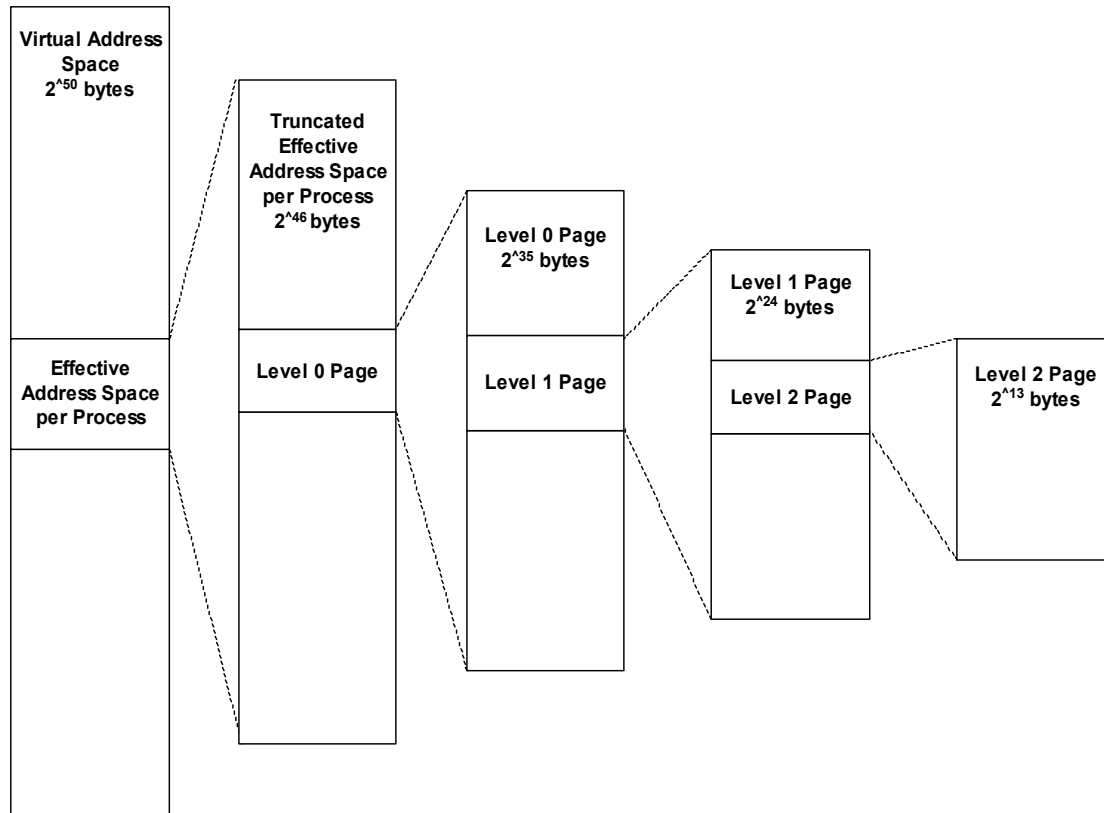 Virtual Address
Space
2^50 bytes
Truncated
Effective
Address Space
per Process
2^46 bytes
Level 0 Page
2^35 bytes
Level 1 Page
2^24 bytes
Effective
Address Space
per Process
Level 0 Page
Level 1 Page
Level 2 Page
Level 2 Page
2^13 bytes